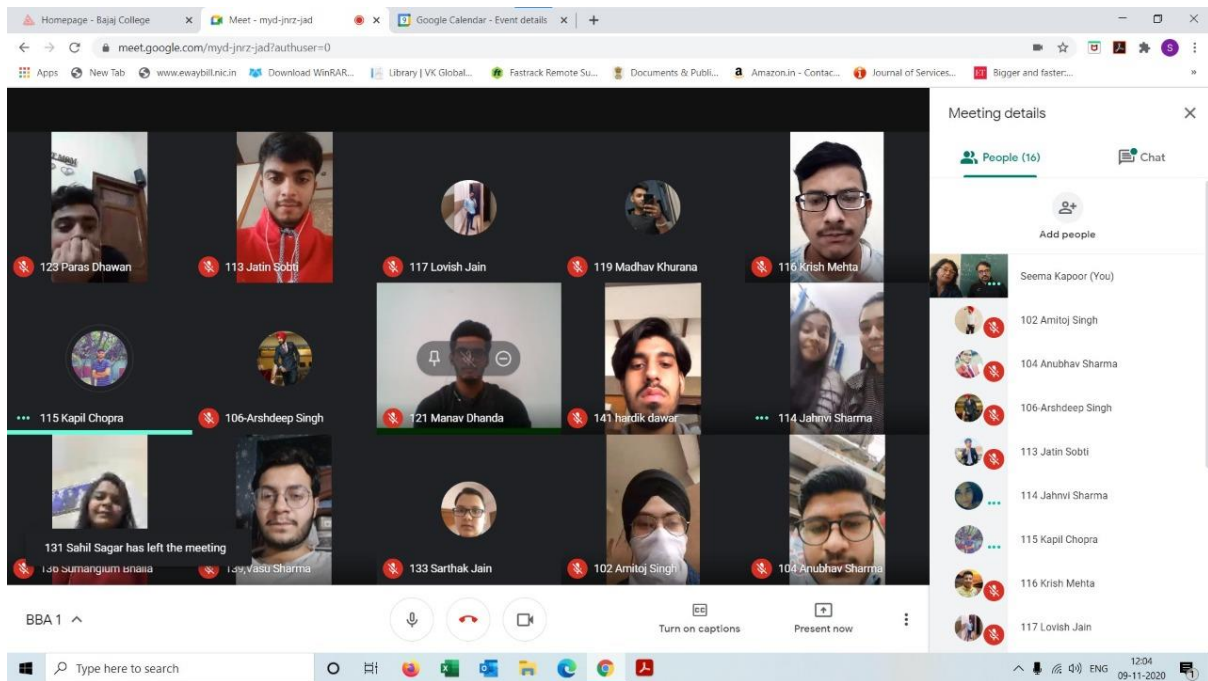 Homepage - Bajaj College
Meet - myd-jnrz-jad
Google Calendar - Event details
meet.google.com/myd-jnrz-jad?authuser=0
S
Apps New Tab www.ewaybill.nic.in Download WinRAR... Library | VK Global... Fastrack Remote Su... Documents & Publi... Amazon.in - Contac... Journal of Services... Bigger and faster:...
123 Paras Dhawan
113 Jatin Sobti
117 Lovish Jain
119 Madhav Khurana
116 Krish Mehta
115 Kapil Chopra
106-Arshdeep Singh
121 Manav Dhanda
141 hardik dawar
114 Jahnvi Sharma
131 Sahil Sagar has left the meeting
136 Sumangium Bhalla
139,Vasu Sharma
133 Sarthak Jain
102 Amitoj Singh
104 Anubhav Sharma
Meeting details
People (16)
Chat
Add people
Seema Kapoor (You)
102 Amitoj Singh
104 Anubhav Sharma
106-Arshdeep Singh
113 Jatin Sobti
114 Jahnvi Sharma
115 Kapil Chopra
116 Krish Mehta
117 Lovish Jain
BBA 1
Turn on captions
Present now
Type here to search
ENG
12:04
09-11-2020